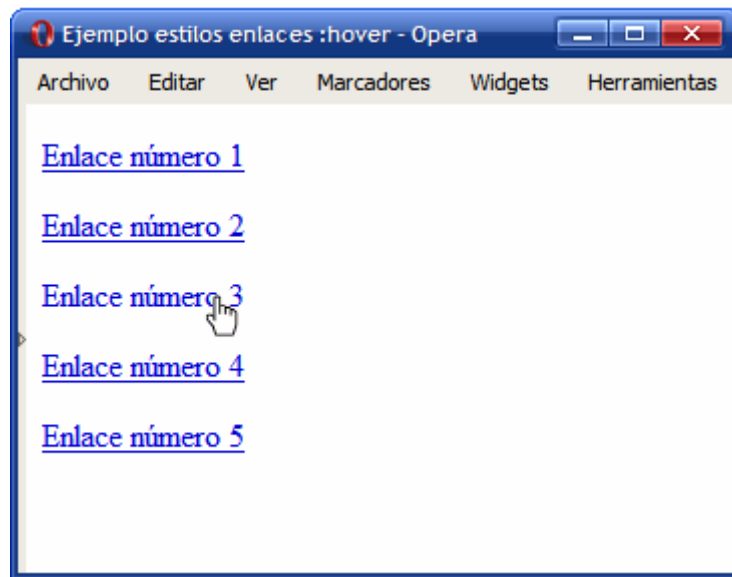 Ejemplo estilos enlaces :hover - Opera
Archivo Editar Ver Marcadores Widgets Herramientas
Enlace número 1
Enlace número 2
Enlace número 3
Enlace número 4
Enlace número 5